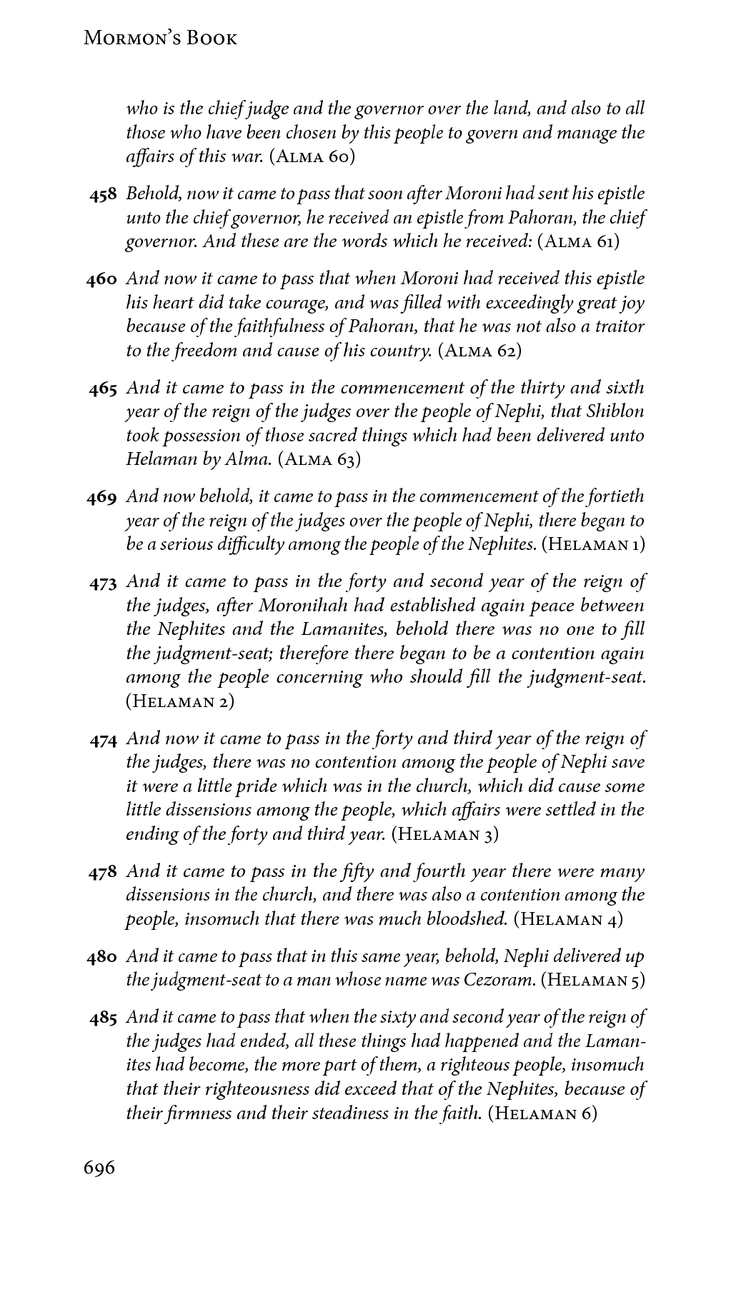 Mormon’s Book
who is the chief judge and the governor over the land, and also to all
those who have been chosen by this people to govern and manage the
affairs of this war. (Alma 60)
458 Behold, now it came to pass that soon after Moroni had sent his epistle
unto the chief governor, he received an epistle from Pahoran, the chief
governor. And these are the words which he received: (Alma 61)
460 And now it came to pass that when Moroni had received this epistle
his heart did take courage, and was filled with exceedingly great joy
because of the faithfulness of Pahoran, that he was not also a traitor
to the freedom and cause of his country. (Alma 62)
465 And it came to pass in the commencement of the thirty and sixth
year of the reign of the judges over the people of Nephi, that Shiblon
took possession of those sacred things which had been delivered unto
Helaman by Alma. (Alma 63)
469 And now behold, it came to pass in the commencement of the fortieth
year of the reign of the judges over the people of Nephi, there began to
be a serious difficulty among the people of the Nephites. (Helaman 1)
473 And it came to pass in the forty and second year of the reign of
the judges, after Moronihah had established again peace between
the Nephites and the Lamanites, behold there was no one to fill
the judgment-seat; therefore there began to be a contention again
among the people concerning who should fill the judgment-seat.
(Helaman 2)
474 And now it came to pass in the forty and third year of the reign of
the judges, there was no contention among the people of Nephi save
it were a little pride which was in the church, which did cause some
little dissensions among the people, which affairs were settled in the
ending of the forty and third year. (Helaman 3)
478 And it came to pass in the fifty and fourth year there were many
dissensions in the church, and there was also a contention among the
people, insomuch that there was much bloodshed. (Helaman 4)
480 And it came to pass that in this same year, behold, Nephi delivered up
the judgment-seat to a man whose name was Cezoram. (Helaman 5)
485 And it came to pass that when the sixty and second year of the reign of
the judges had ended, all these things had happened and the Laman-
ites had become, the more part of them, a righteous people, insomuch
that their righteousness did exceed that of the Nephites, because of
their firmness and their steadiness in the faith. (Helaman 6)
696